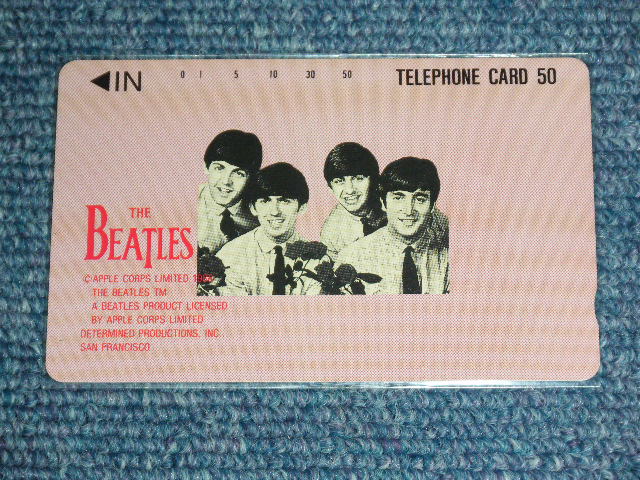 ◀IN 0 1 5 10 30 50 TELEPHONE CARD 50
THE
BEATLES
©APPLE CORPS LIMITED
THE BEATLES TM
A BEATLES PRODUCT LICENSED
BY APPLE CORPS LIMITED
DETERMINED PRODUCTIONS, INC
SAN FRANCISCO